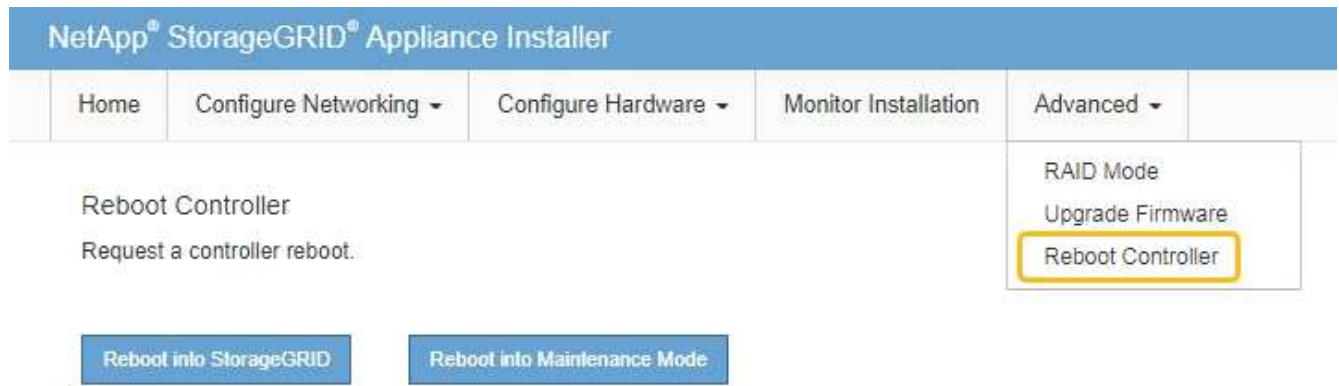 NetApp® StorageGRID® Appliance Installer
Home Configure Networking Configure Hardware Monitor Installation Advanced
RAID Mode
Upgrade Firmware
Reboot Controller
Reboot Controller
Request a controller reboot.
Reboot into StorageGRID Reboot into Maintenance Mode